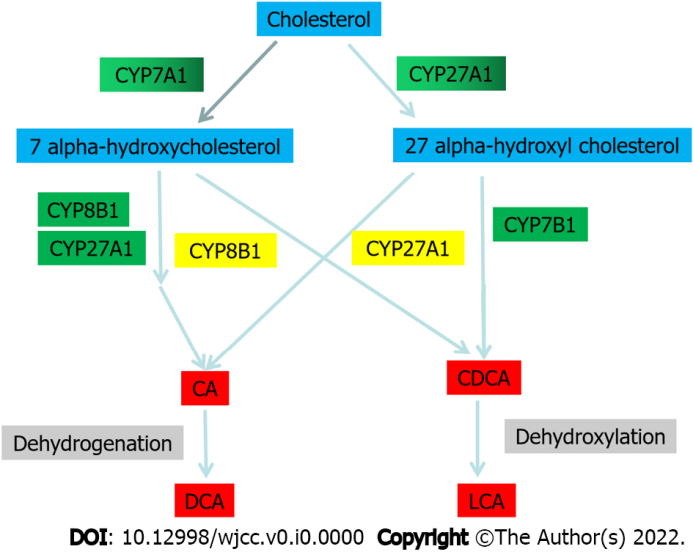 Cholesterol
CYP7A1
CYP27A1
7 alpha-hydroxycholesterol
27 alpha-hydroxyl cholesterol
CYP8B1
CYP27A1
CYP8B1
CYP27A1
CYP7B1
CA
CDCA
Dehydrogenation
Dehydroxylation
DCA
LCA
DOI: 10.12998/wjcc.v0.i0.0000 Copyright ©The Author(s) 2022.